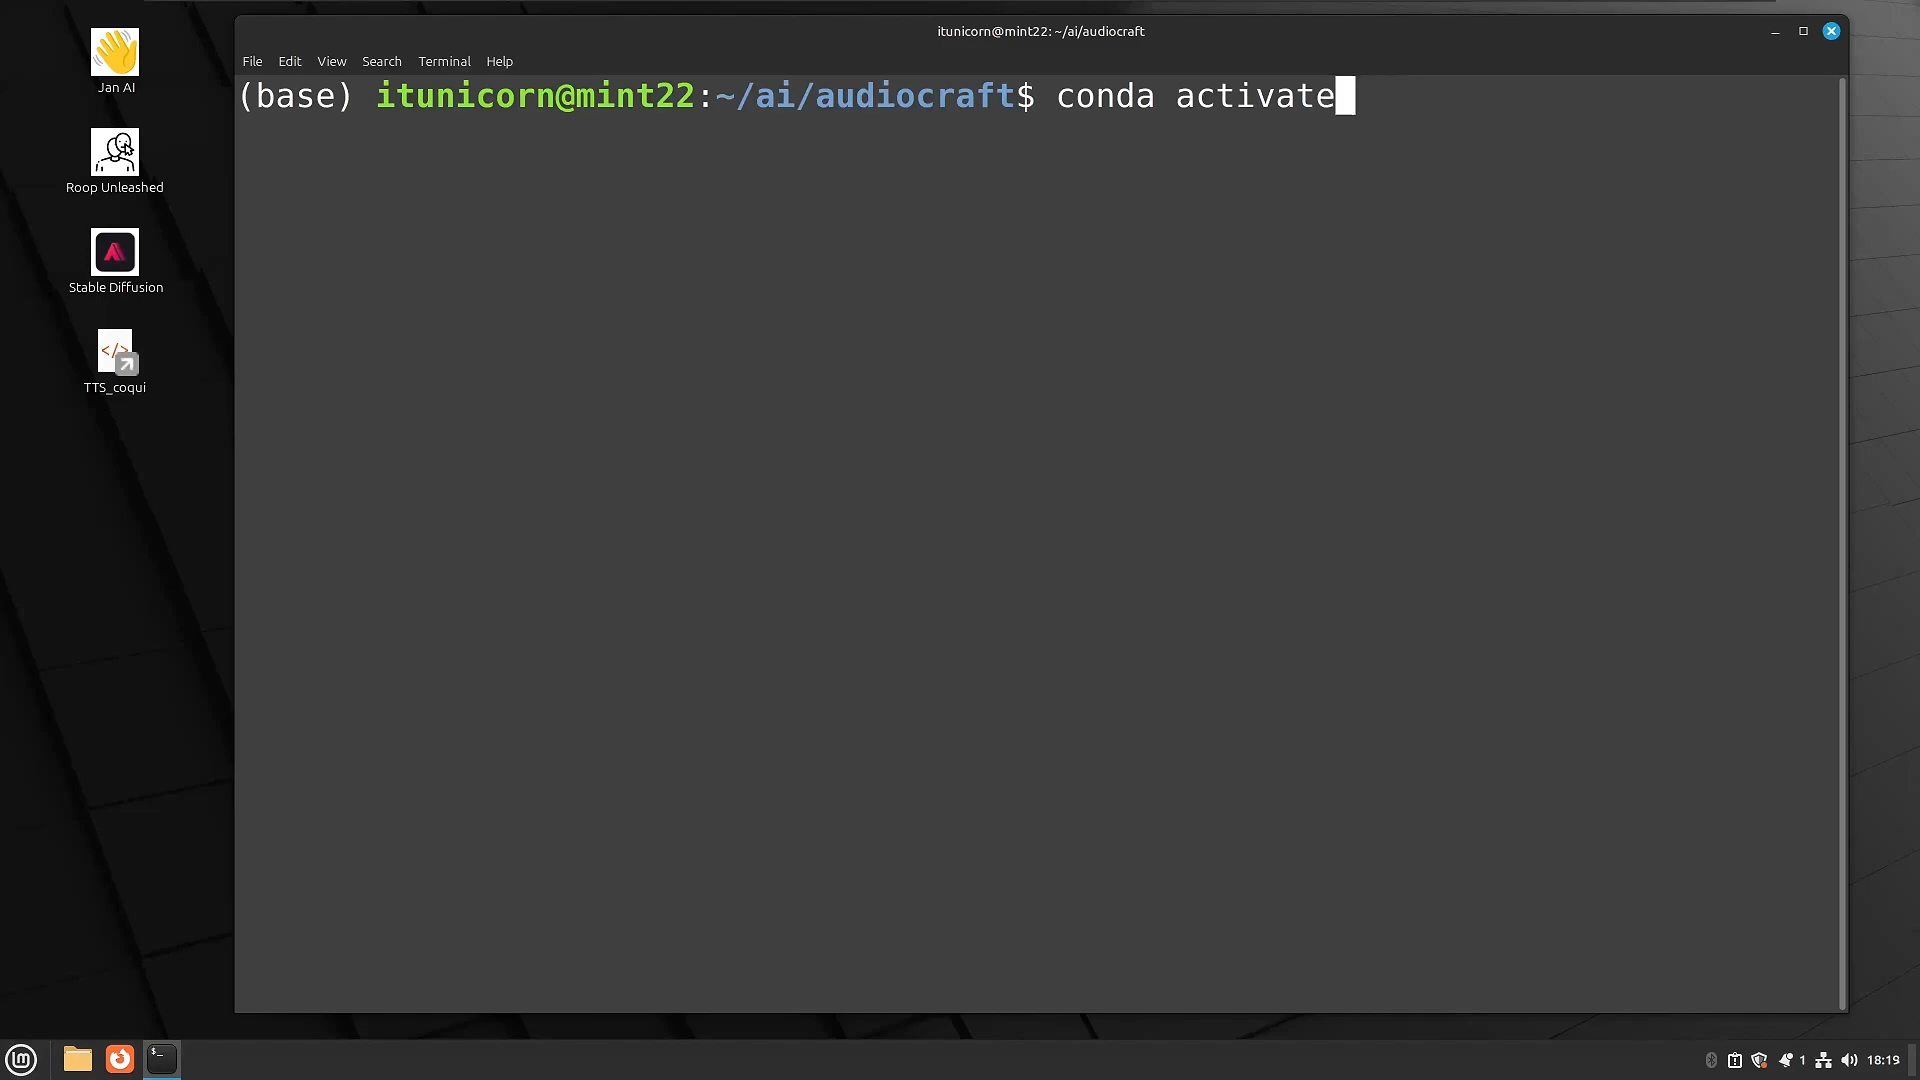 itunicorn@mint22: ~/ai/audiocraft
File Edit View Search Terminal Help
(base) itunicorn@mint22:~/ai/audiocraft$ conda activate
Jan AI
Roop Unleashed
Stable Diffusion
</>
TTS_coqui
$_
1 18:19